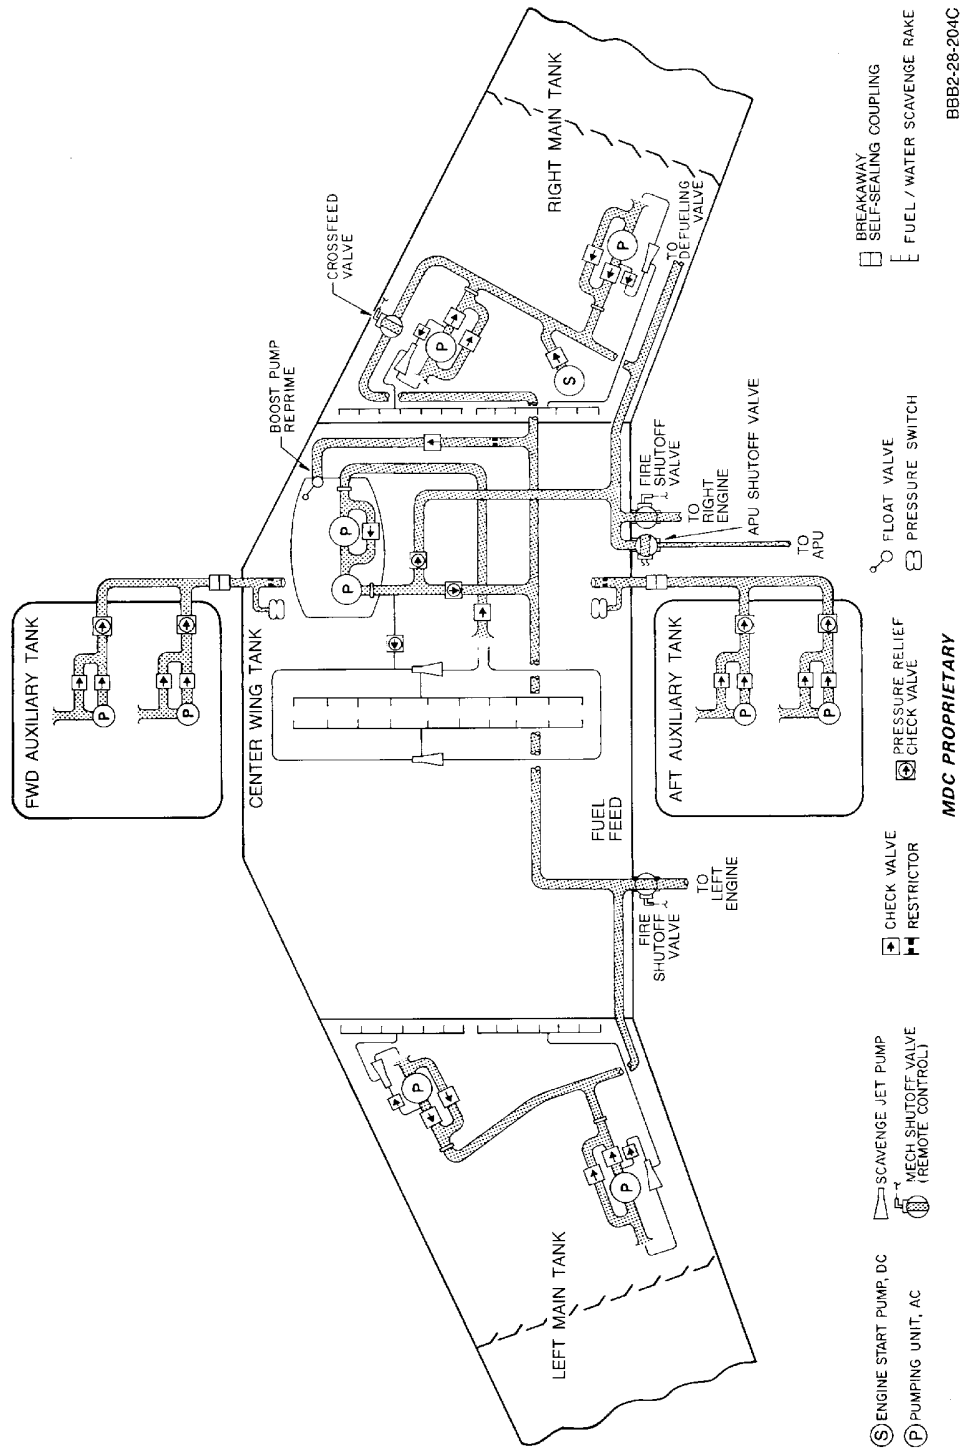 FWD AUXILIARY TANK
P
P
CENTER WING TANK
BOOST PUMP
REPRIME
CROSSFEED
VALVE
P
P
P
S
P
RIGHT MAIN TANK
TO
DEFUELING
VALVE
FIRE
SHUTOFF
VALVE
TO
RIGHT
ENGINE
APU SHUTOFF VALVE
TO
APU
FUEL
FEED
AFT AUXILIARY TANK
P
P
TO
LEFT
ENGINE
FIRE
SHUTOFF
VALVE
P
P
LEFT MAIN TANK
S ENGINE START PUMP, DC
P PUMPING UNIT, AC
SCAVENGE JET PUMP
MECH SHUTOFF VALVE
(REMOTE CONTROL)
CHECK VALVE
RESTRICTOR
PRESSURE RELIEF
CHECK VALVE
FLOAT VALVE
PRESSURE SWITCH
BREAKAWAY
SELF-SEALING COUPLING
FUEL / WATER SCAVENGE RAKE
MDC PROPRIETARY
BBB2-28-204C